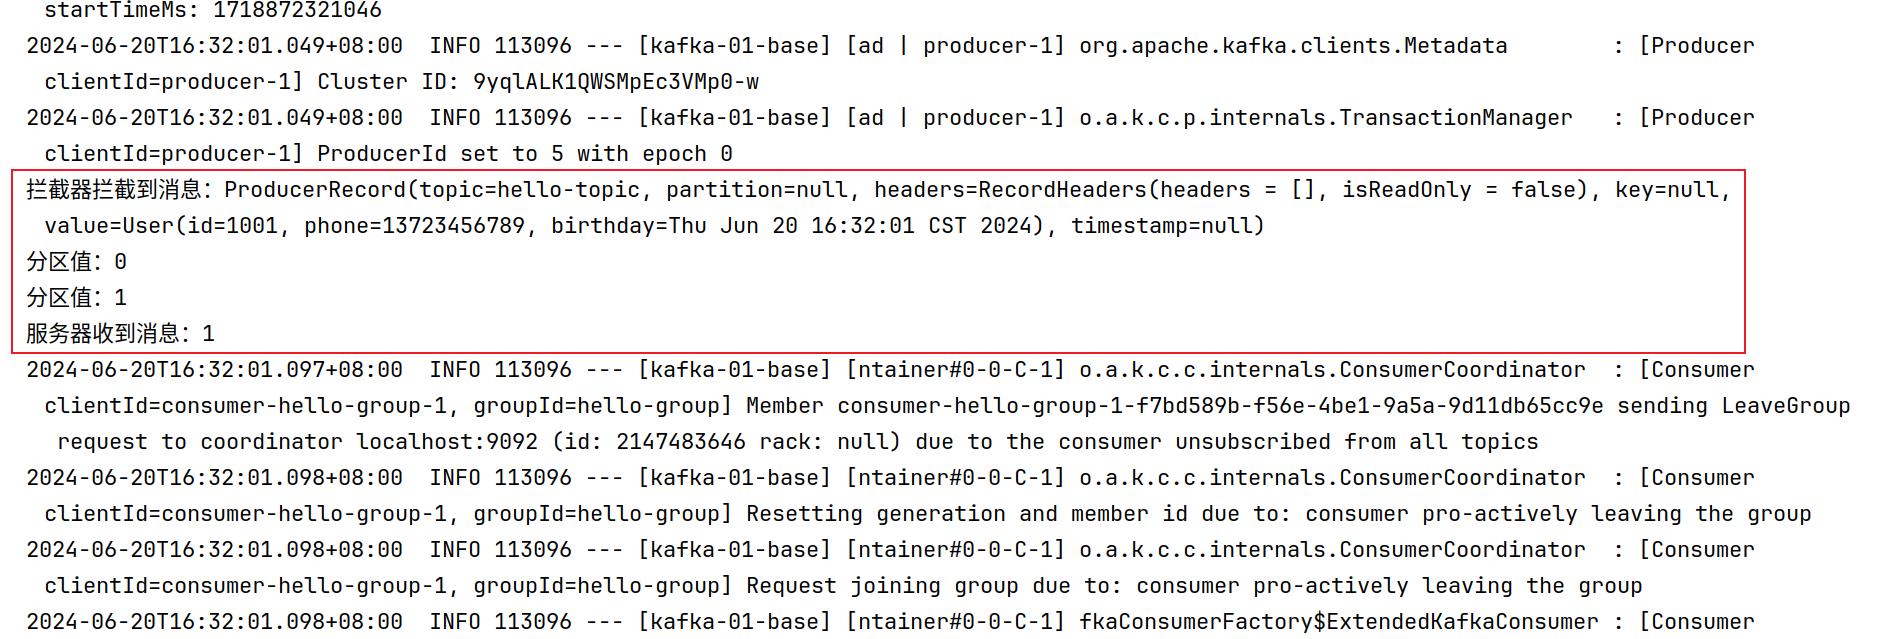 startTimeMs: 1718872321046
2024-06-20T16:32:01.049+08:00  INFO 113096 --- [kafka-01-base] [ad | producer-1] org.apache.kafka.clients.Metadata        : [Producer
clientId=producer-1] Cluster ID: 9yqlALK1QWSMpEc3VMp0-w
2024-06-20T16:32:01.049+08:00  INFO 113096 --- [kafka-01-base] [ad | producer-1] o.a.k.c.p.internals.TransactionManager   : [Producer
clientId=producer-1] ProducerId set to 5 with epoch 0
拦截器拦截到消息：ProducerRecord(topic=hello-topic, partition=null, headers=RecordHeaders(headers = [], isReadOnly = false), key=null,
value=User(id=1001, phone=13723456789, birthday=Thu Jun 20 16:32:01 CST 2024), timestamp=null)
分区值：0
分区值：1
服务器收到消息：1
2024-06-20T16:32:01.097+08:00  INFO 113096 --- [kafka-01-base] [ntainer#0-0-C-1] o.a.k.c.c.internals.ConsumerCoordinator  : [Consumer
clientId=consumer-hello-group-1, groupId=hello-group] Member consumer-hello-group-1-f7bd589b-f56e-4be1-9a5a-9d11db65cc9e sending LeaveGroup
request to coordinator localhost:9092 (id: 2147483646 rack: null) due to the consumer unsubscribed from all topics
2024-06-20T16:32:01.098+08:00  INFO 113096 --- [kafka-01-base] [ntainer#0-0-C-1] o.a.k.c.c.internals.ConsumerCoordinator  : [Consumer
clientId=consumer-hello-group-1, groupId=hello-group] Resetting generation and member id due to: consumer pro-actively leaving the group
2024-06-20T16:32:01.098+08:00  INFO 113096 --- [kafka-01-base] [ntainer#0-0-C-1] o.a.k.c.c.internals.ConsumerCoordinator  : [Consumer
clientId=consumer-hello-group-1, groupId=hello-group] Request joining group due to: consumer pro-actively leaving the group
2024-06-20T16:32:01.098+08:00  INFO 113096 --- [kafka-01-base] [ntainer#0-0-C-1] fkaConsumerFactory$ExtendedKafkaConsumer : [Consumer